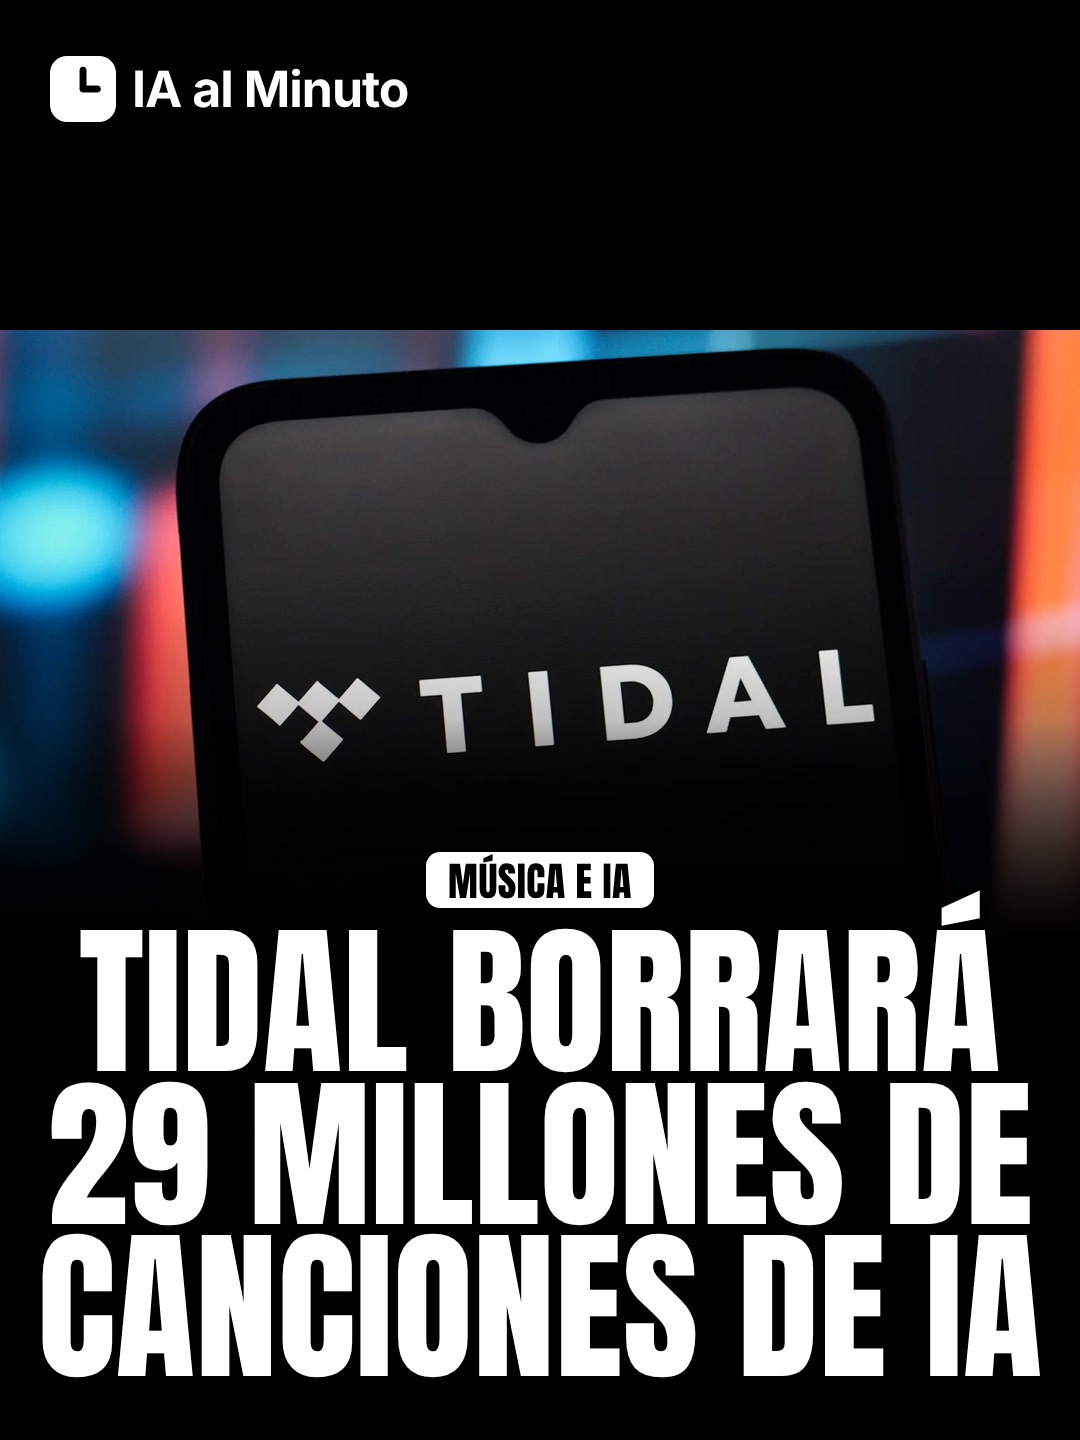 IA al Minuto
TIDAL
MÚSICA E IA
TIDAL BORRARÁ
29 MILLONES DE
CANCIONES DE IA